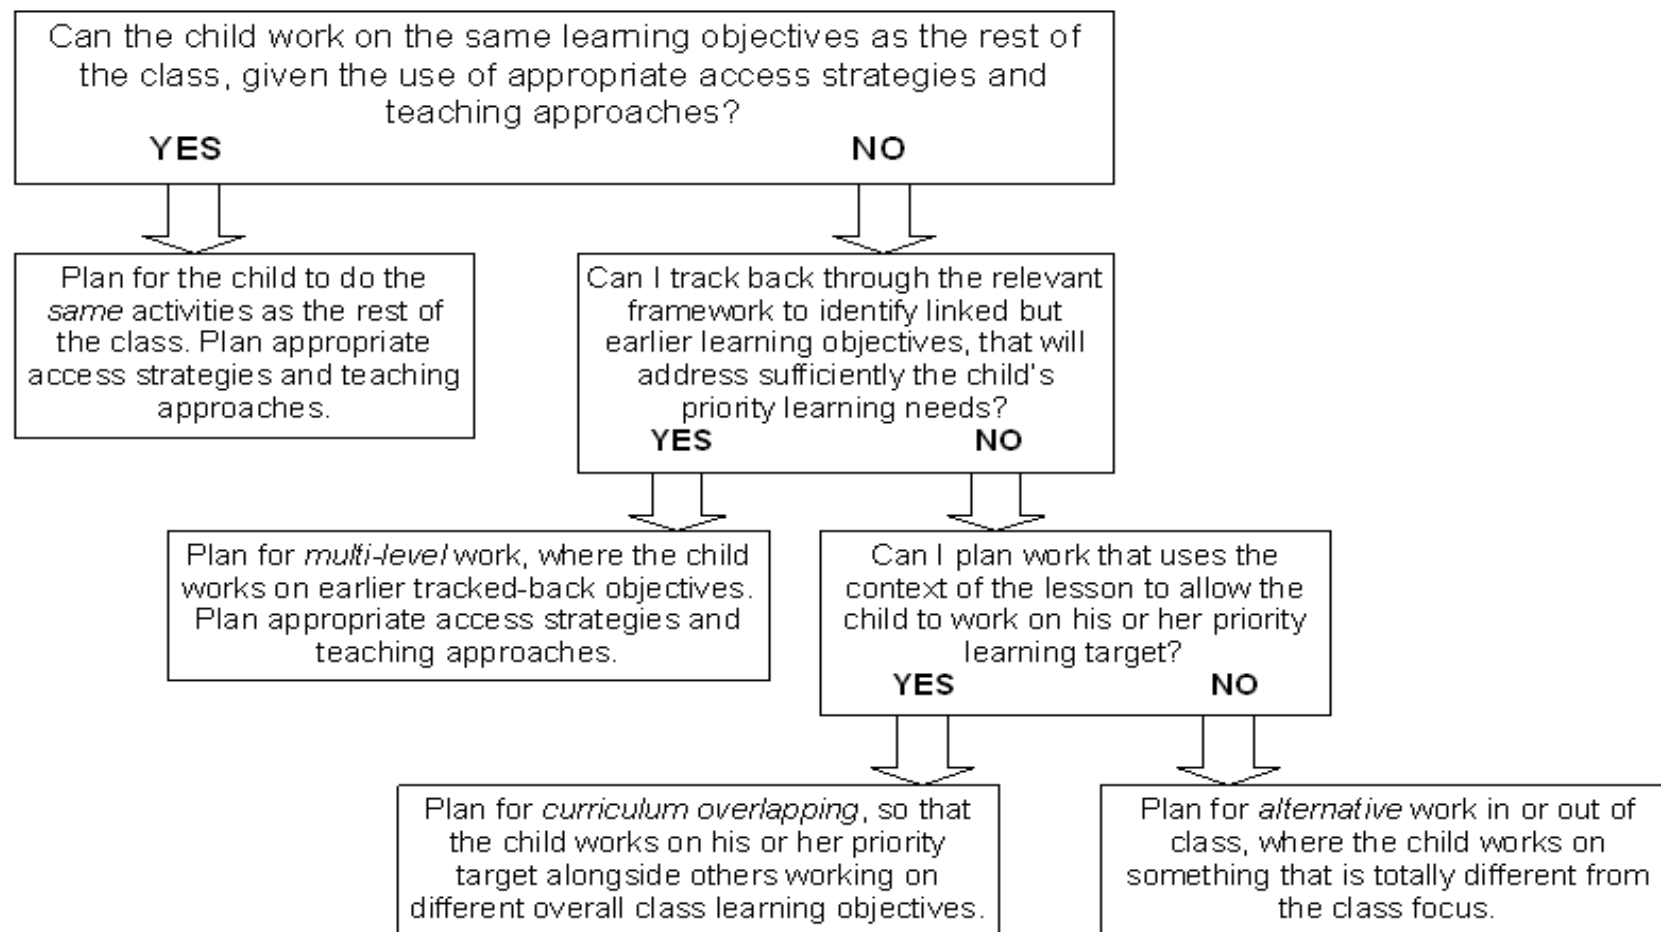 Can the child work on the same learning objectives as the rest of
the class, given the use of appropriate access strategies and
teaching approaches?
YES NO
Plan for the child to do the
same activities as the rest of
the class. Plan appropriate
access strategies and teaching
approaches.
Can I track back through the relevant
framework to identify linked but
earlier learning objectives, that will
address sufficiently the child's
priority learning needs?
YES NO
Plan for multi-level work, where the child
works on earlier tracked-back objectives.
Plan appropriate access strategies and
teaching approaches.
Can I plan work that uses the
context of the lesson to allow the
child to work on his or her priority
learning target?
YES NO
Plan for curriculum overlapping, so that
the child works on his or her priority
target alongside others working on
different overall class learning objectives.
Plan for alternative work in or out of
class, where the child works on
something that is totally different from
the class focus.